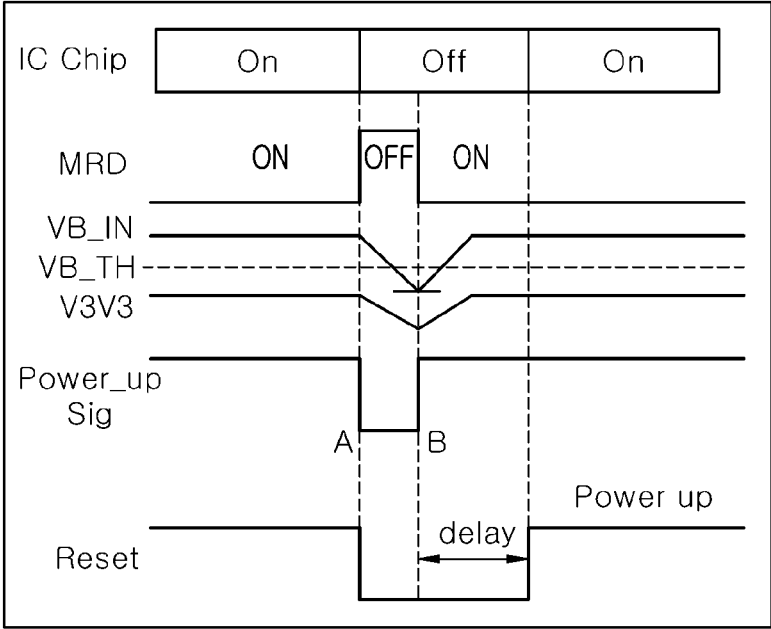 IC Chip On Off On
MRD ON OFF ON
VB_IN
VB_TH
V3V3
Power_up
Sig
A B
Power up
delay
Reset